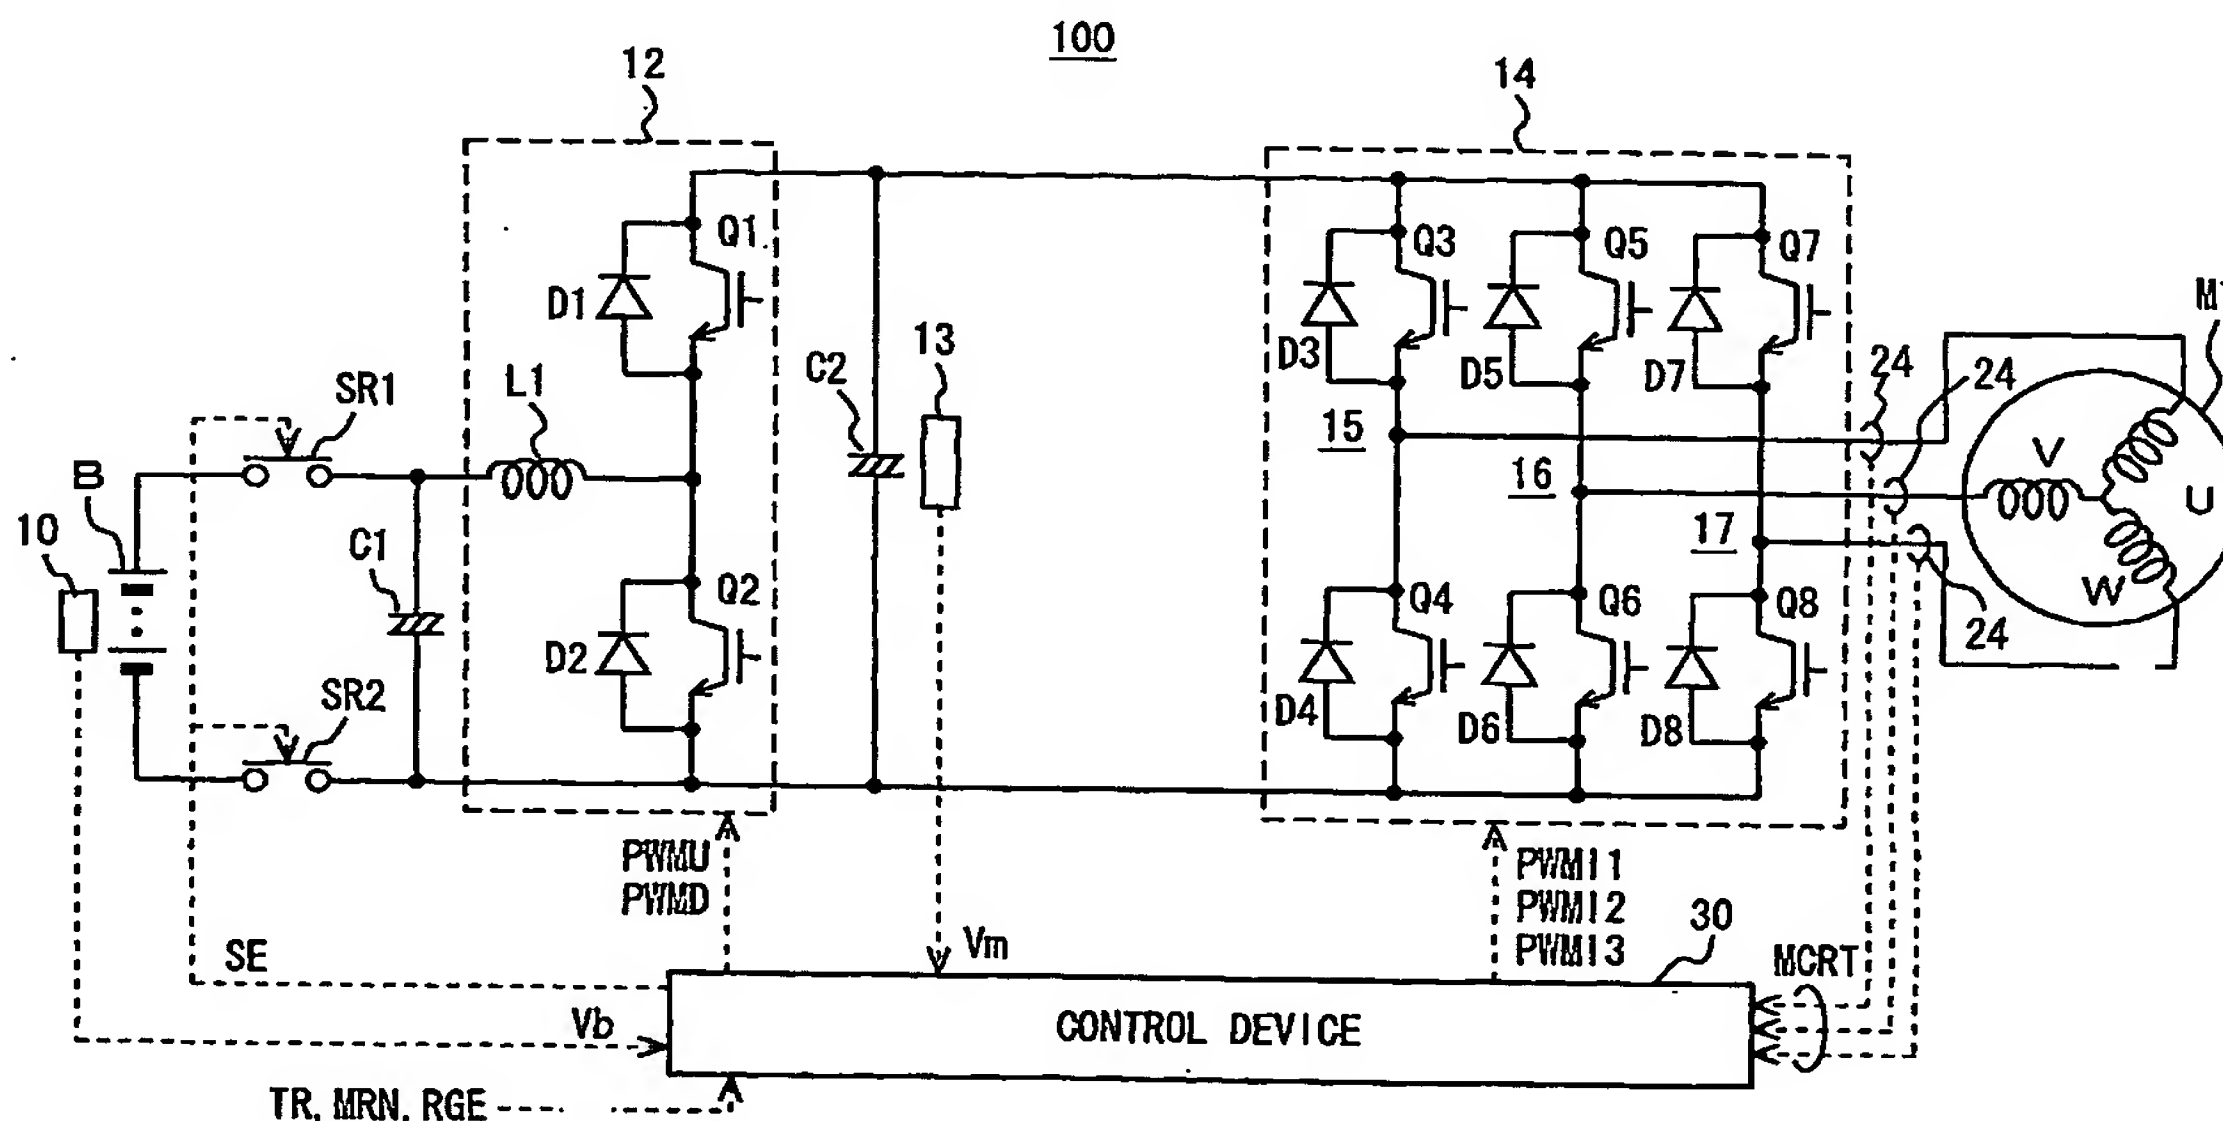 100
12
14
Q1
Q3
Q5
Q7
D1
D3
D5
D7
13
C2
SR1
L1
24
24
15
16
17
V
U
W
B
10
C1
Q2
Q4
Q6
Q8
D2
D4
D6
D8
24
SR2
PWMU
PWMD
PWMI1
PWMI2
PWMI3
30
SE
Vm
MCRT
Vb
CONTROL DEVICE
TR. MRN. RGE